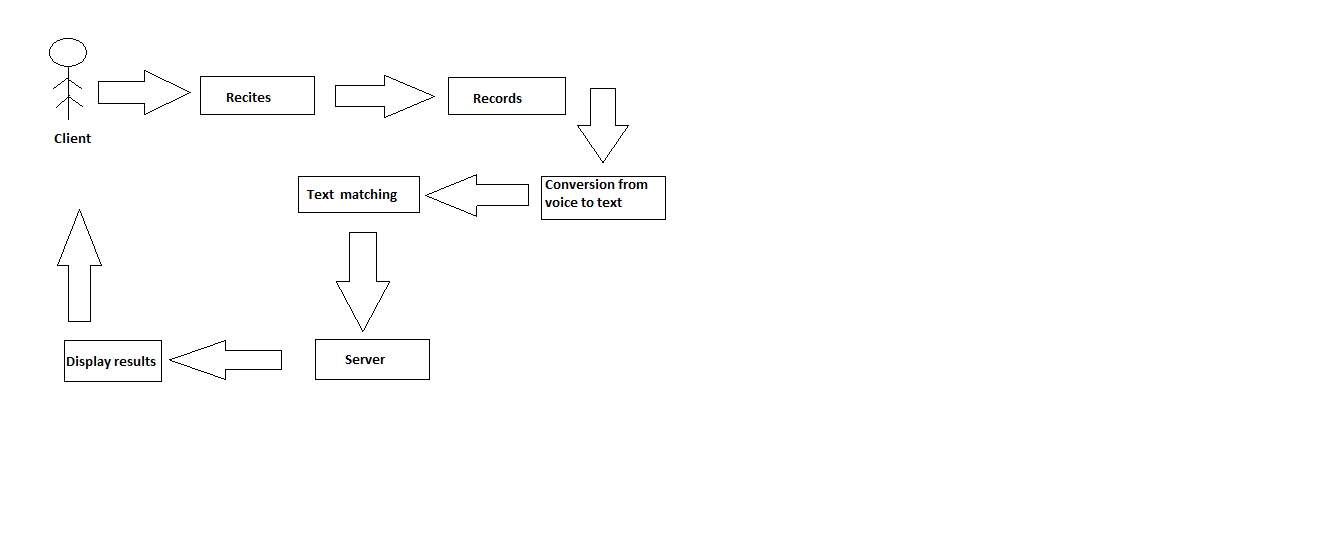 Recites
Records
Client
Conversion from
voice to text
Text matching
Server
Display results